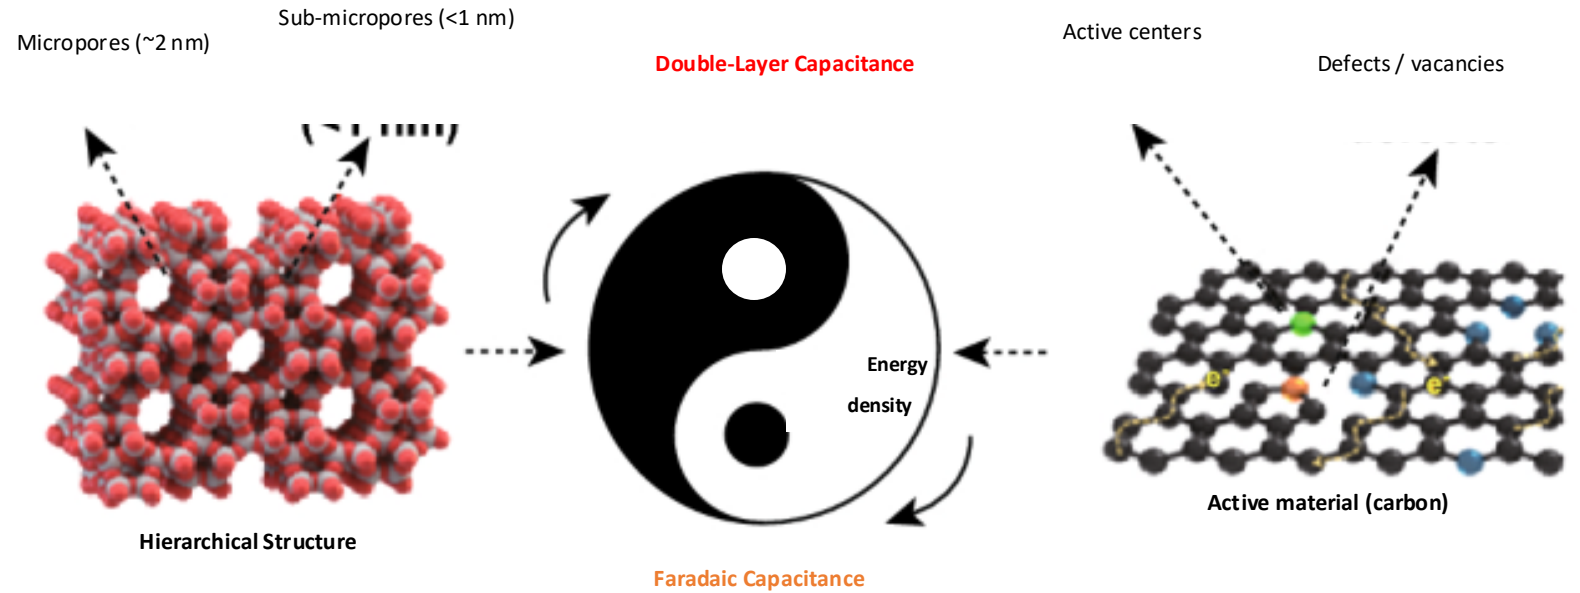 Sub-micropores (<1 nm)
Micropores (~2 nm)
Active centers
Double-Layer Capacitance
Defects / vacancies
Energy
density
e-
e-
Active material (carbon)
Hierarchical Structure
Faradaic Capacitance